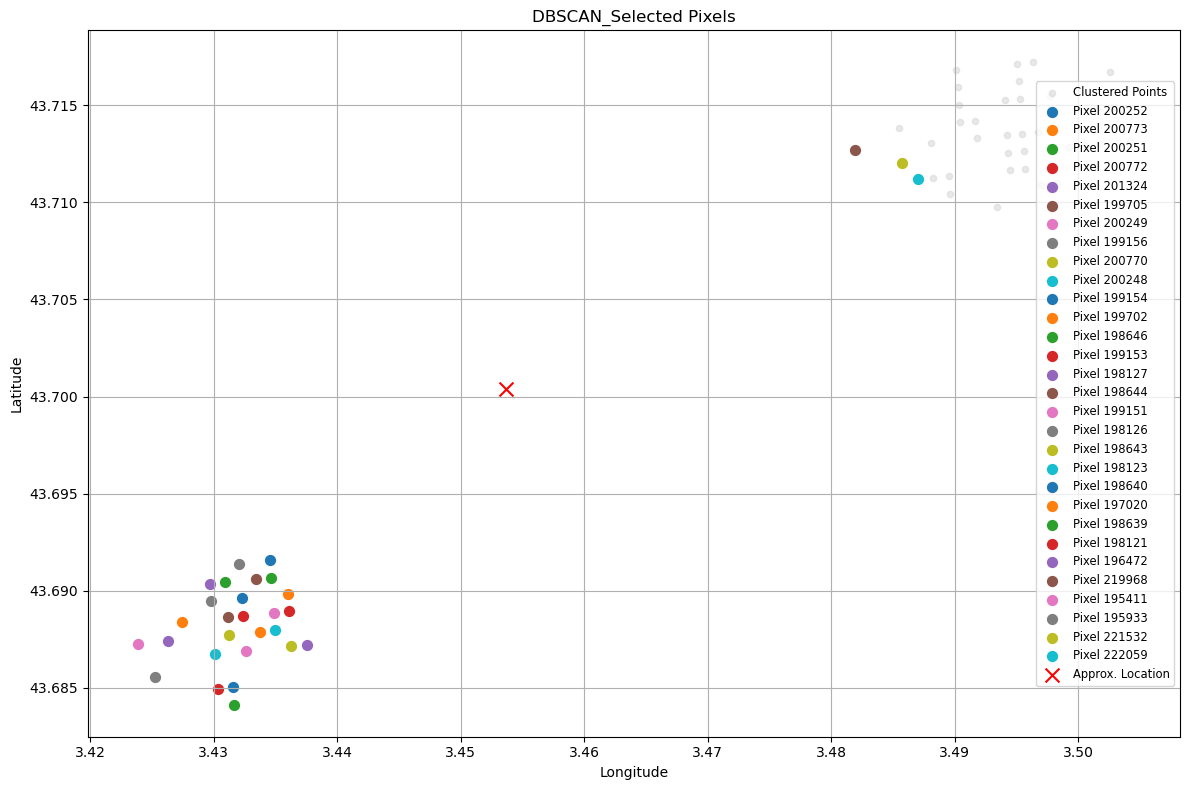 DBSCAN_Selected Pixels
43.715
43.710
43.705
43.700
43.695
43.690
43.685
Latitude
3.42 3.43 3.44 3.45 3.46 3.47 3.48 3.49 3.50
Longitude
Clustered Points
Pixel 200252
Pixel 200773
Pixel 200251
Pixel 200772
Pixel 201324
Pixel 199705
Pixel 200249
Pixel 199156
Pixel 200770
Pixel 200248
Pixel 199154
Pixel 199702
Pixel 198646
Pixel 199153
Pixel 198127
Pixel 198644
Pixel 199151
Pixel 198126
Pixel 198643
Pixel 198123
Pixel 198640
Pixel 197020
Pixel 198639
Pixel 198121
Pixel 196472
Pixel 219968
Pixel 195411
Pixel 195933
Pixel 221532
Pixel 222059
Approx. Location